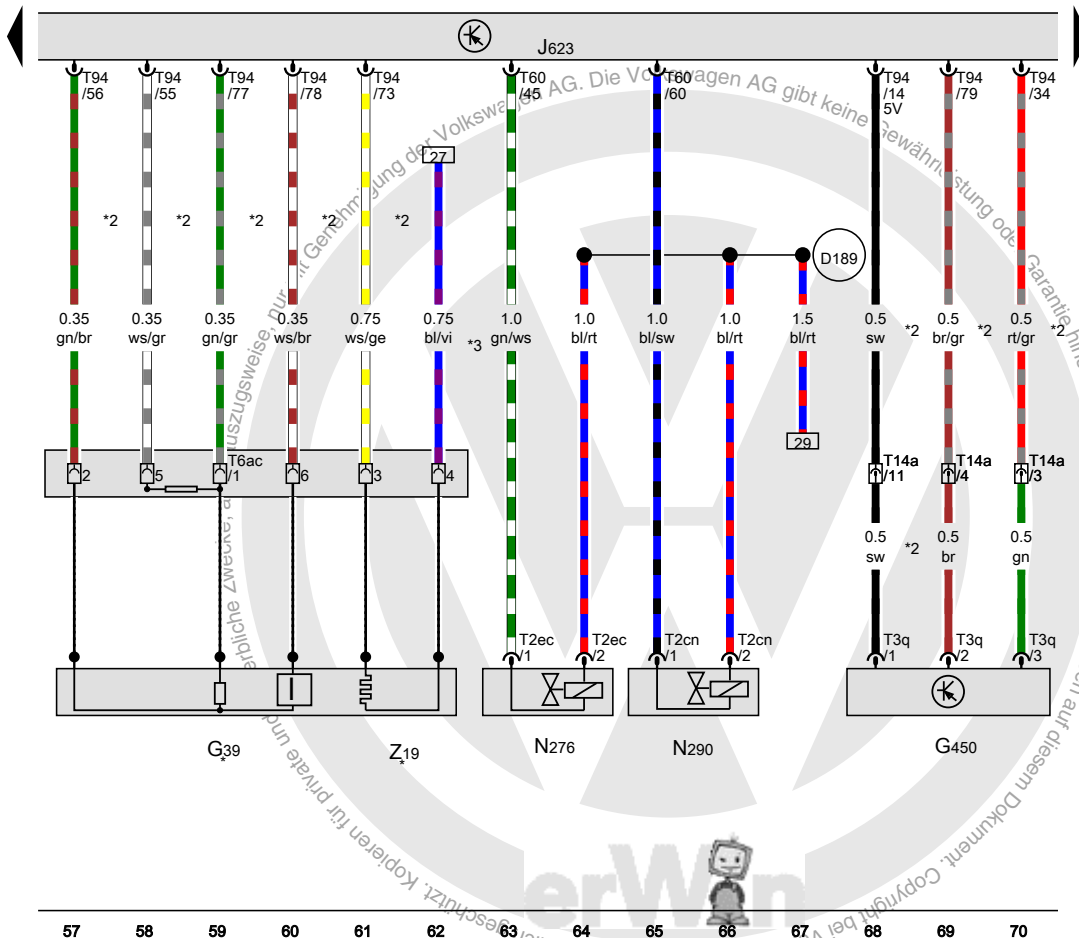 J623
T94 T94 T94 T94 T94 T60 T60 T94 T94 T94
/56 /55 /77 /78 /73 /45 /60 /14 /79 /34
5V
27
*2 *2 *2 *2 *2
D189
0.35 0.35 0.35 0.35 0.75 0.75 1.0 1.0 1.0 1.0 1.5 0.5 0.5 0.5
gn/br ws/gr gn/gr ws/br ws/ge bl/vi *3 gn/ws bl/rt bl/sw bl/rt bl/rt sw *2 br/gr *2 rt/gr *2
29
T6ac T14a T14a T14a
2 5 /1 6 3 4 /11 /4 /3
0.5 0.5 0.5
sw *2 br gn
T2ec T2ec T2cn T2cn T3q T3q T3q
/1 /2 /1 /2 /1 /2 /3
G39 Z19 N276 N290 G450
* *
erWin
57 58 59 60 61 62 63 64 65 66 67 68 69 70